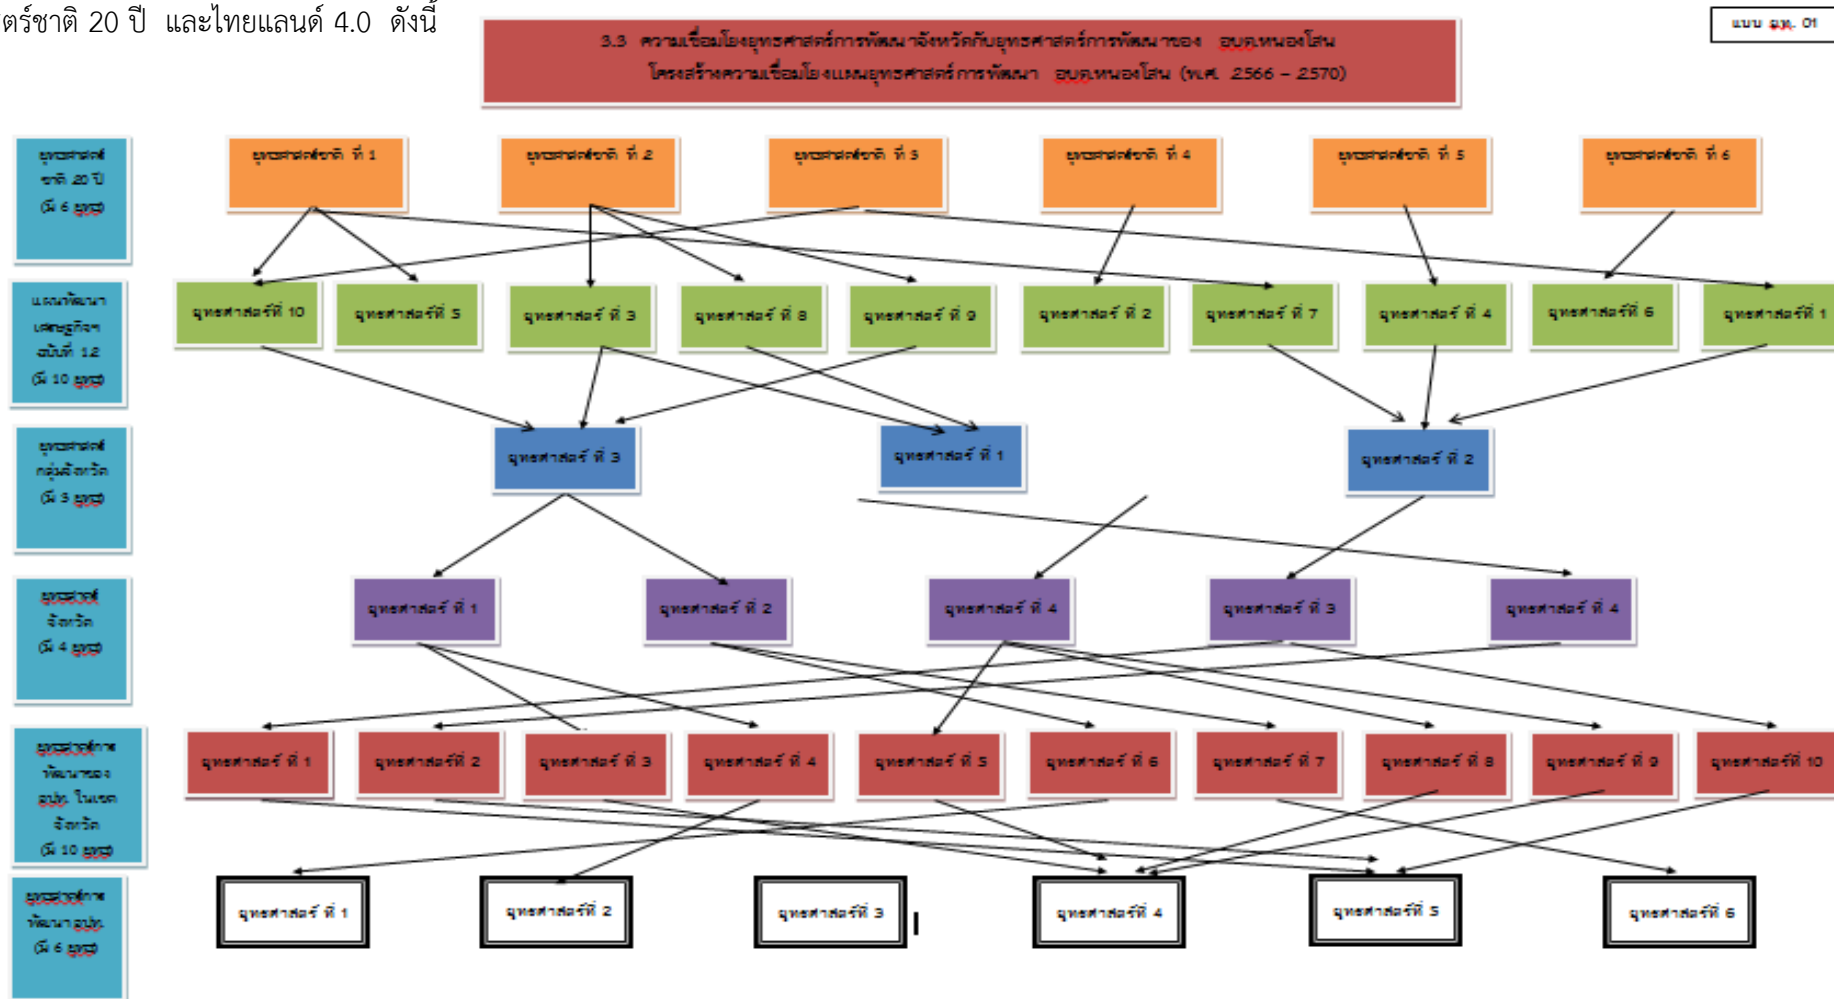 ตร์ชาติ 20 ปี และไทยแลนด์ 4.0 ดังนี้
แบบ ยท. 01
3.3 ความเชื่อมโยงยุทธศาสตร์การพัฒนาจังหวัดกับยุทธศาสตร์การพัฒนาของ อบต.หนองโสน
โครงสร้างความเชื่อมโยงแผนยุทธศาสตร์การพัฒนา อบต.หนองโสน (พ.ศ. 2566 – 2570)
ยุทธศาสตร์
ชาติ 20 ปี
(มี 6 ยุทธ)
ยุทธศาสตร์ชาติ ที่ 1
ยุทธศาสตร์ชาติ ที่ 2
ยุทธศาสตร์ชาติ ที่ 3
ยุทธศาสตร์ชาติ ที่ 4
ยุทธศาสตร์ชาติ ที่ 5
ยุทธศาสตร์ชาติ ที่ 6
แผนพัฒนา
เศรษฐกิจฯ
ฉบับที่ 12
(มี 10 ยุทธ)
ยุทธศาสตร์ที่ 10
ยุทธศาสตร์ที่ 5
ยุทธศาสตร์ ที่ 3
ยุทธศาสตร์ ที่ 8
ยุทธศาสตร์ ที่ 9
ยุทธศาสตร์ ที่ 2
ยุทธศาสตร์ ที่ 7
ยุทธศาสตร์ ที่ 4
ยุทธศาสตร์ที่ 6
ยุทธศาสตร์ที่ 1
ยุทธศาสตร์
กลุ่มจังหวัด
(มี 3 ยุทธ)
ยุทธศาสตร์ ที่ 3
ยุทธศาสตร์ ที่ 1
ยุทธศาสตร์ ที่ 2
ยุทธศาตร์
จังหวัด
(มี 4 ยุทธ)
ยุทธศาสตร์ ที่ 1
ยุทธศาสตร์ ที่ 2
ยุทธศาสตร์ ที่ 4
ยุทธศาสตร์ ที่ 3
ยุทธศาสตร์ ที่ 4
ยุทธศาตร์การ
พัฒนาของ
อปท. ในเขต
จังหวัด
(มี 10 ยุทธ)
ยุทธศาสตร์ ที่ 1
ยุทธศาสตร์ที่ 2
ยุทธศาสตร์ ที่ 3
ยุทธศาสตร์ ที่ 4
ยุทธศาสตร์ ที่ 5
ยุทธศาสตร์ ที่ 6
ยุทธศาสตร์ ที่ 7
ยุทธศาสตร์ ที่ 8
ยุทธศาสตร์ ที่ 9
ยุทธศาสตร์ที่ 10
ยุทธศาตร์การ
พัฒนา อปท.
(มี 6 ยุทธ)
ยุทธศาสตร์ ที่ 1
ยุทธศาสตร์ที่ 2
ยุทธศาสตร์ที่ 3
ยุทธศาสตร์ที่ 4
ยุทธศาสตร์ที่ 5
ยุทธศาสตร์ที่ 6